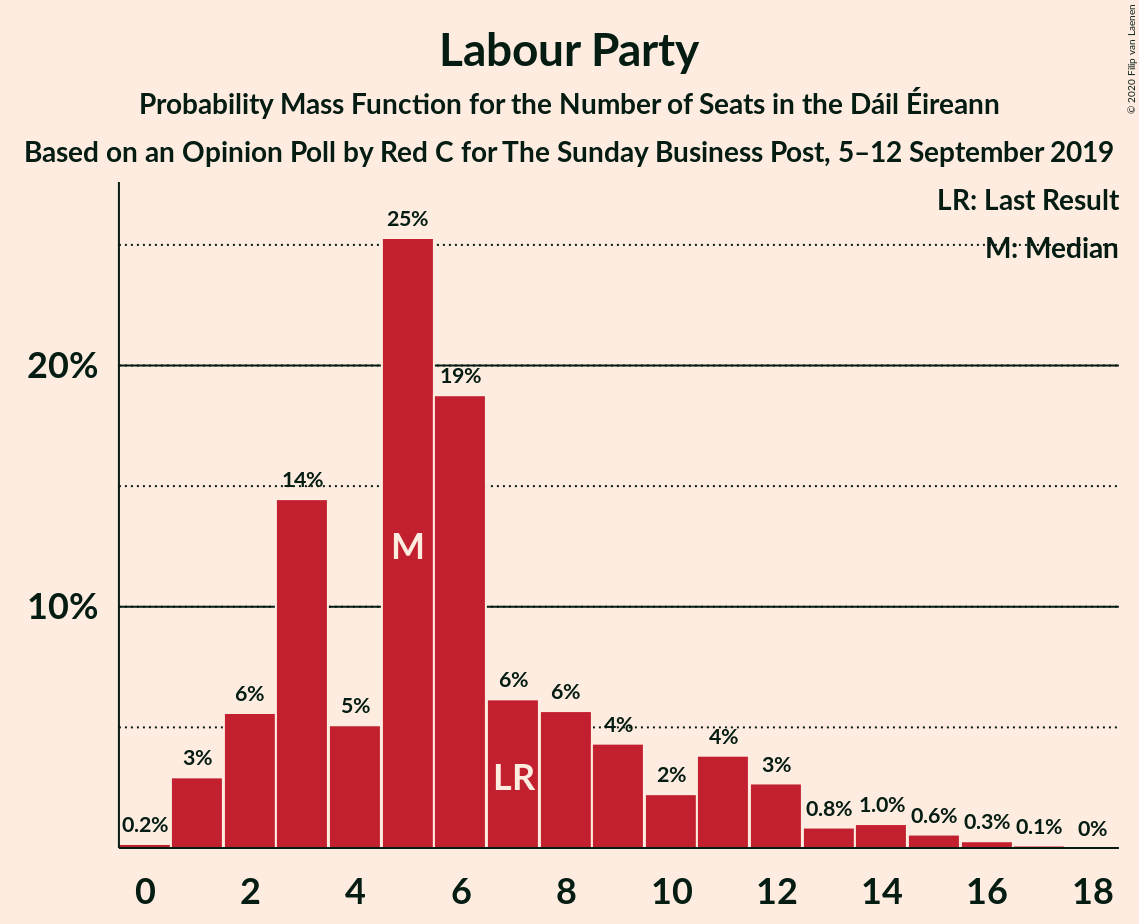 Labour Party
Probability Mass Function for the Number of Seats in the Dáil Éireann
Based on an Opinion Poll by Red C for The Sunday Business Post, 5–12 September 2019
© 2020 Filip van Laenen
LR: Last Result
M: Median
20%
10%
0.2%
3%
6%
14%
5%
25%
19%
6%
6%
4%
2%
4%
3%
0.8%
1.0%
0.6%
0.3%
0.1%
0%
M
LR
0 2 4 6 8 10 12 14 16 18